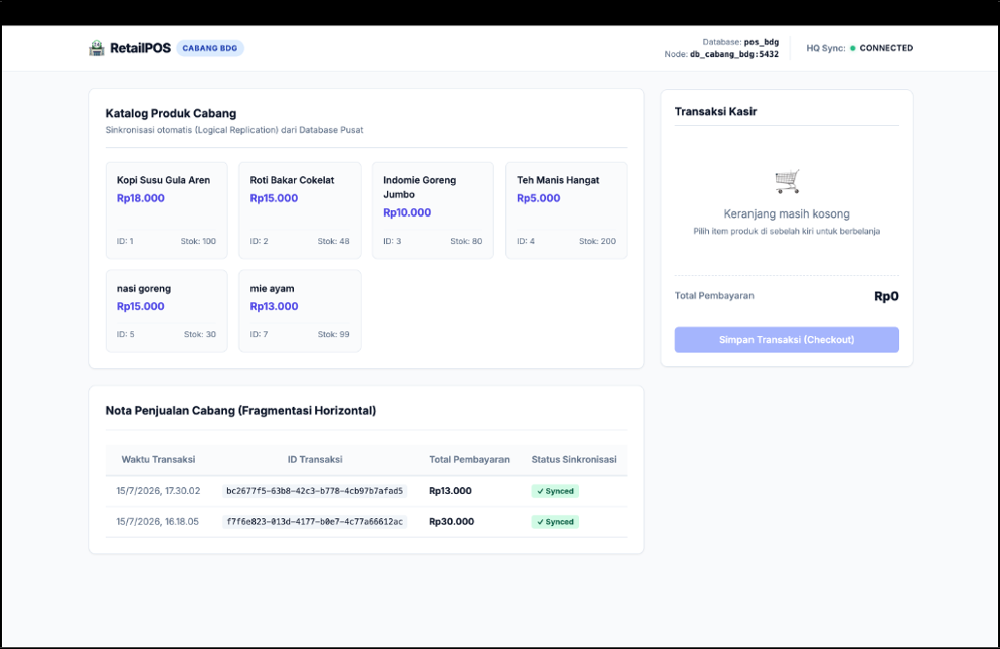 RetailPOS CABANG BDG
Database: pos_bdg
Node: db_cabang_bdg:5432
HQ Sync: CONNECTED
Katalog Produk Cabang
Sinkronisasi otomatis (Logical Replication) dari Database Pusat
Kopi Susu Gula Aren
Rp18.000
ID: 1 Stok: 100
Roti Bakar Cokelat
Rp15.000
ID: 2 Stok: 48
Indomie Goreng
Jumbo
Rp10.000
ID: 3 Stok: 80
Teh Manis Hangat
Rp5.000
ID: 4 Stok: 200
nasi goreng
Rp15.000
ID: 5 Stok: 30
mie ayam
Rp13.000
ID: 7 Stok: 99
Transaksi Kasir
Keranjang masih kosong
Pilih item produk di sebelah kiri untuk berbelanja
Total Pembayaran Rp0
Simpan Transaksi (Checkout)
Nota Penjualan Cabang (Fragmentasi Horizontal)
Waktu Transaksi ID Transaksi Total Pembayaran Status Sinkronisasi
15/7/2026, 17.30.02 bc2677f5-63b8-42c3-b778-4cb97b7afad5 Rp13.000 ✓ Synced
15/7/2026, 16.18.05 f7f6e823-013d-4177-b0e7-4c77a66612ac Rp30.000 ✓ Synced